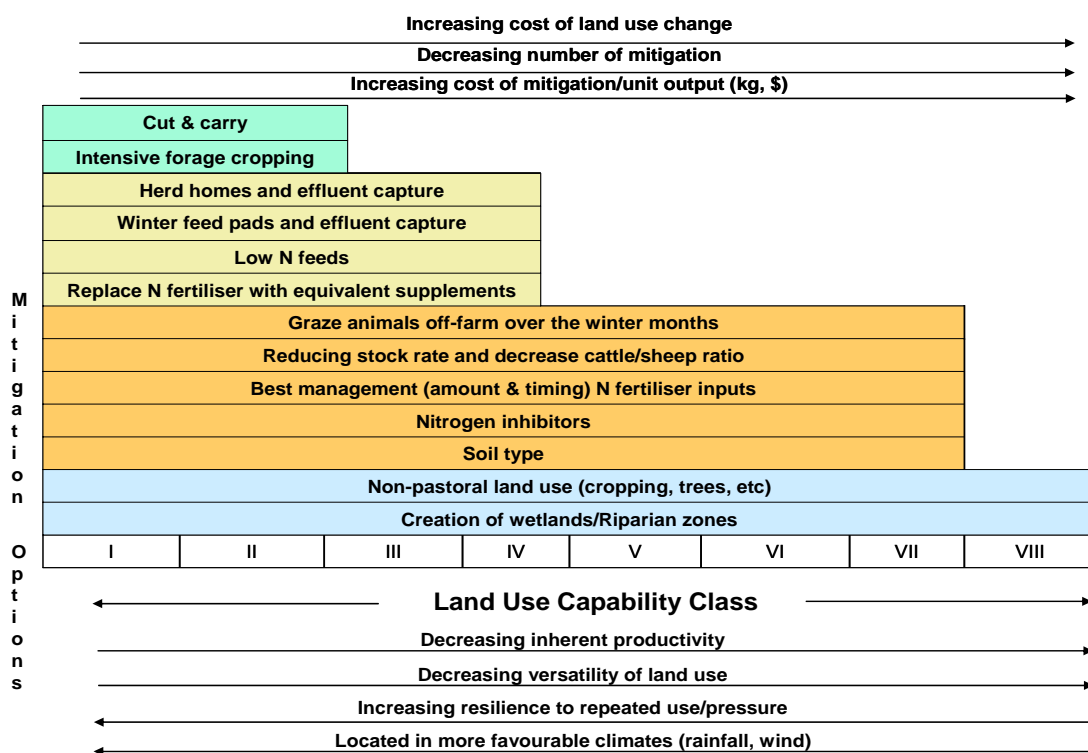 Increasing cost of land use change
Decreasing number of mitigation
Increasing cost of mitigation/unit output (kg, $)
Cut & carry
Intensive forage cropping
Herd homes and effluent capture
Winter feed pads and effluent capture
Low N feeds
Replace N fertiliser with equivalent supplements
Graze animals off-farm over the winter months
Reducing stock rate and decrease cattle/sheep ratio
Best management (amount & timing) N fertiliser inputs
Nitrogen inhibitors
Soil type
Non-pastoral land use (cropping, trees, etc)
Creation of wetlands/Riparian zones
Mitigation Options
I II III IV V VI VII VIII
Land Use Capability Class
Decreasing inherent productivity
Decreasing versatility of land use
Increasing resilience to repeated use/pressure
Located in more favourable climates (rainfall, wind)